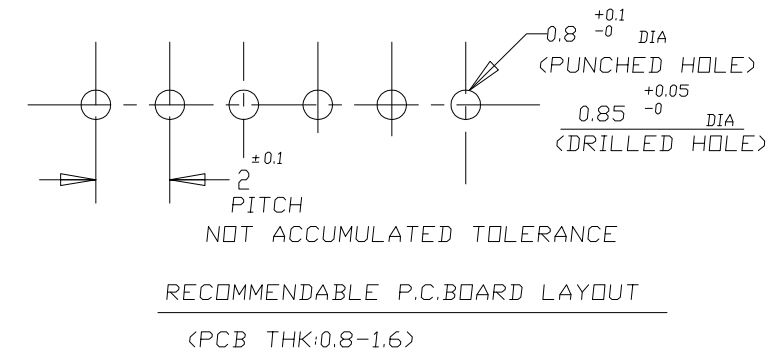 0.8 +0.1 -0 DIA
(PUNCHED HOLE)
0.85 +0.05 -0 DIA
(DRILLED HOLE)
2 ±0.1
PITCH
NOT ACCUMULATED TOLERANCE
RECOMMENDABLE P.C.BOARD LAYOUT
(PCB THK:0.8-1.6)